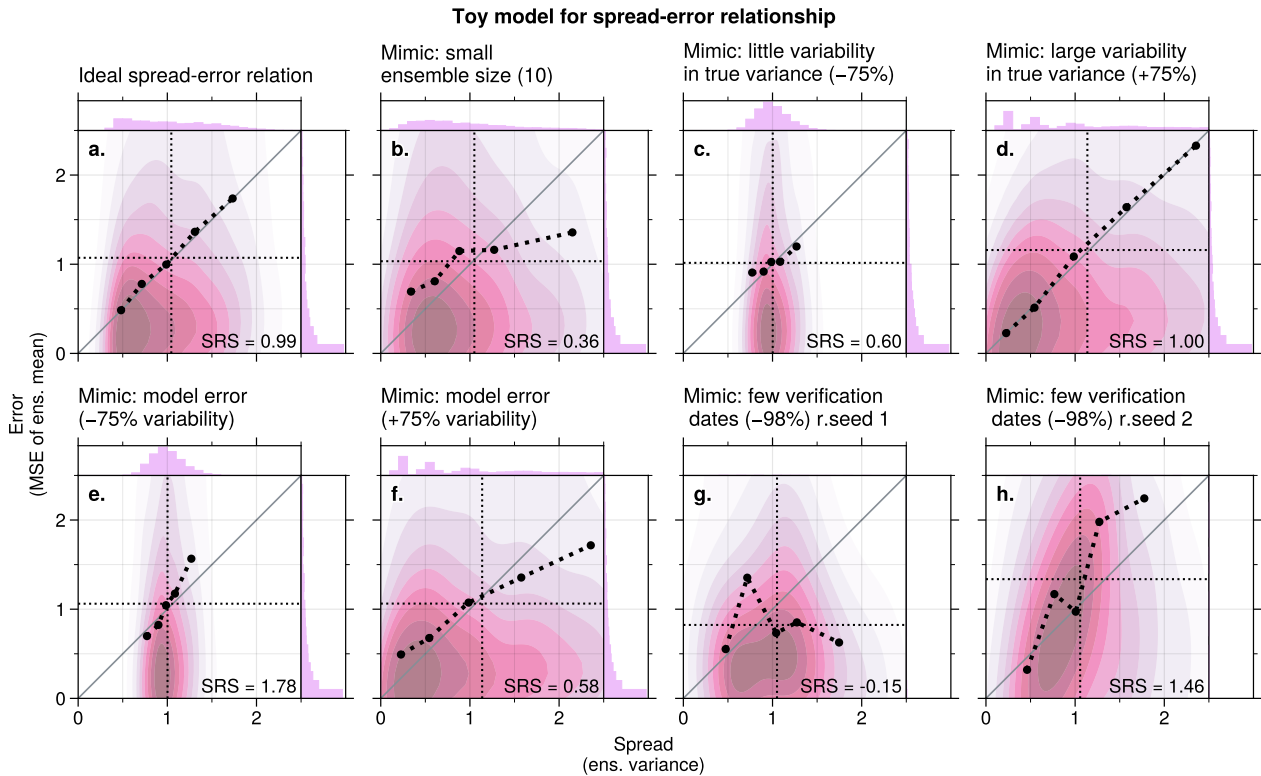 Toy model for spread-error relationship
Ideal spread-error relation
Mimic: small
ensemble size (10)
Mimic: little variability
in true variance (−75%)
Mimic: large variability
in true variance (+75%)
a.
b.
c.
d.
2
1
0
SRS = 0.99
SRS = 0.36
SRS = 0.60
SRS = 1.00
Error
(MSE of ens. mean)
Mimic: model error
(−75% variability)
Mimic: model error
(+75% variability)
Mimic: few verification
dates (−98%) r.seed 1
Mimic: few verification
dates (−98%) r.seed 2
e.
f.
g.
h.
2
1
0
SRS = 1.78
SRS = 0.58
SRS = -0.15
SRS = 1.46
0 1 2 0 1 2 0 1 2 0 1 2
Spread
(ens. variance)